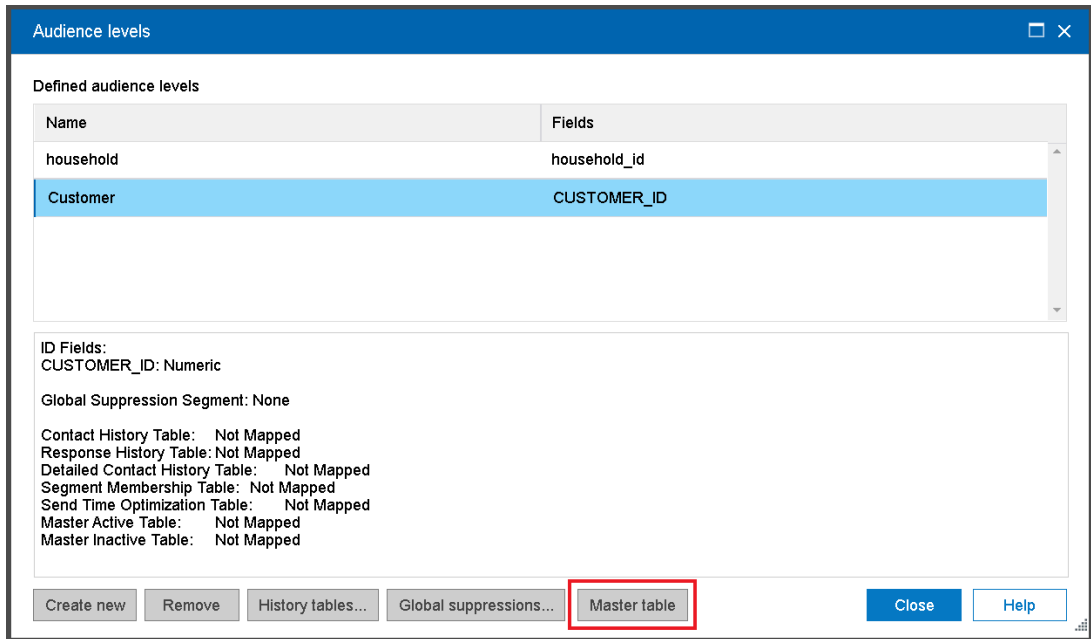 Audience levels
Defined audience levels
Name Fields
household household_id
Customer CUSTOMER_ID
ID Fields:
CUSTOMER_ID: Numeric
Global Suppression Segment: None
Contact History Table: Not Mapped
Response History Table: Not Mapped
Detailed Contact History Table: Not Mapped
Segment Membership Table: Not Mapped
Send Time Optimization Table: Not Mapped
Master Active Table: Not Mapped
Master Inactive Table: Not Mapped
Create new Remove History tables... Global suppressions... Master table Close Help